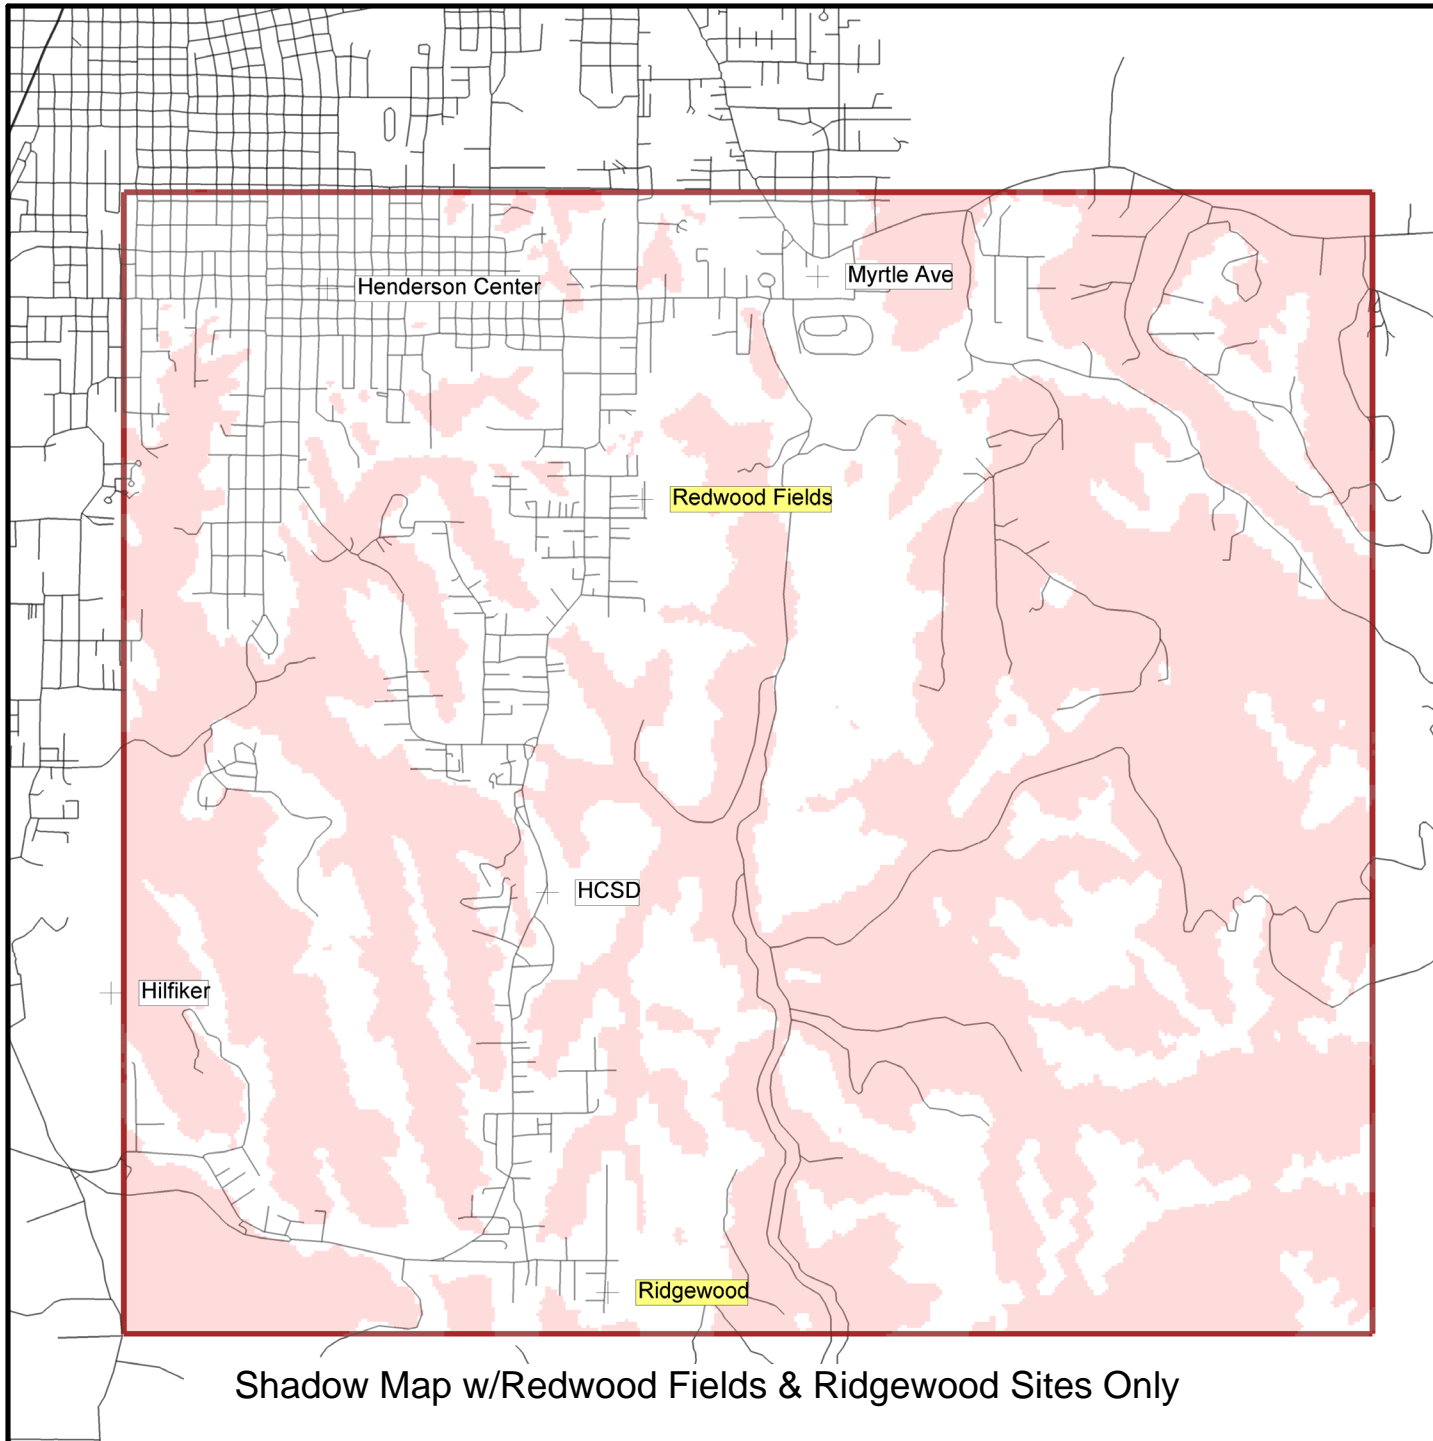 Henderson Center
Myrtle Ave
Redwood Fields
HCSD
Hilfiker
Ridgewood
Shadow Map w/Redwood Fields & Ridgewood Sites Only